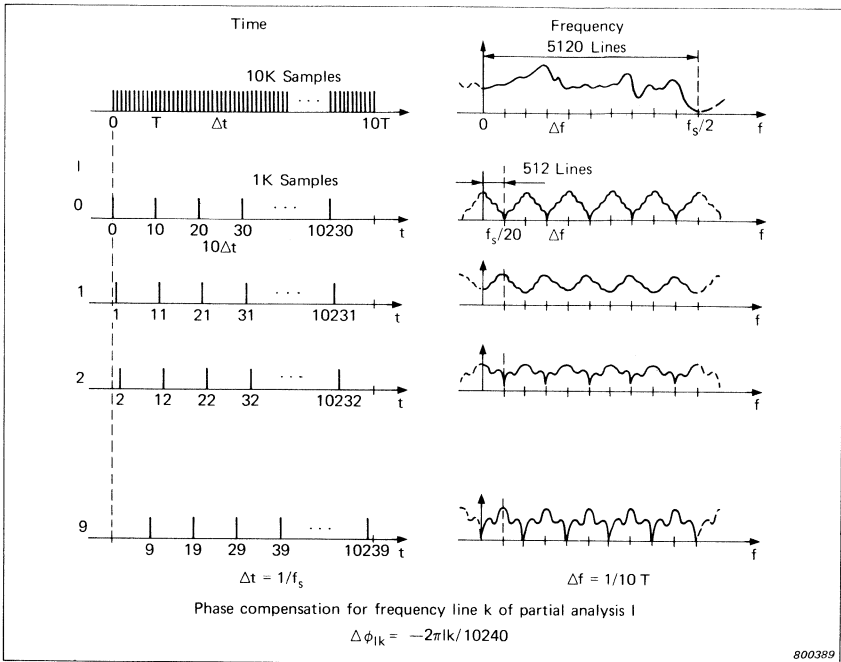 Time
Frequency
5120 Lines
10K Samples
0 T Δt 10T
0 Δf fs/2 f
I
1K Samples
512 Lines
0
0 10 20 30 · · · 10230 t
10Δt
fs/20 Δf f
1
1 11 21 31 · · · 10231 t
f
2
2 12 22 32 · · · 10232 t
f
9
9 19 29 39 · · · 10239 t
f
Δt = 1/fs
Δf = 1/10 T
Phase compensation for frequency line k of partial analysis I
Δϕlk = −2πlk/10240
800389